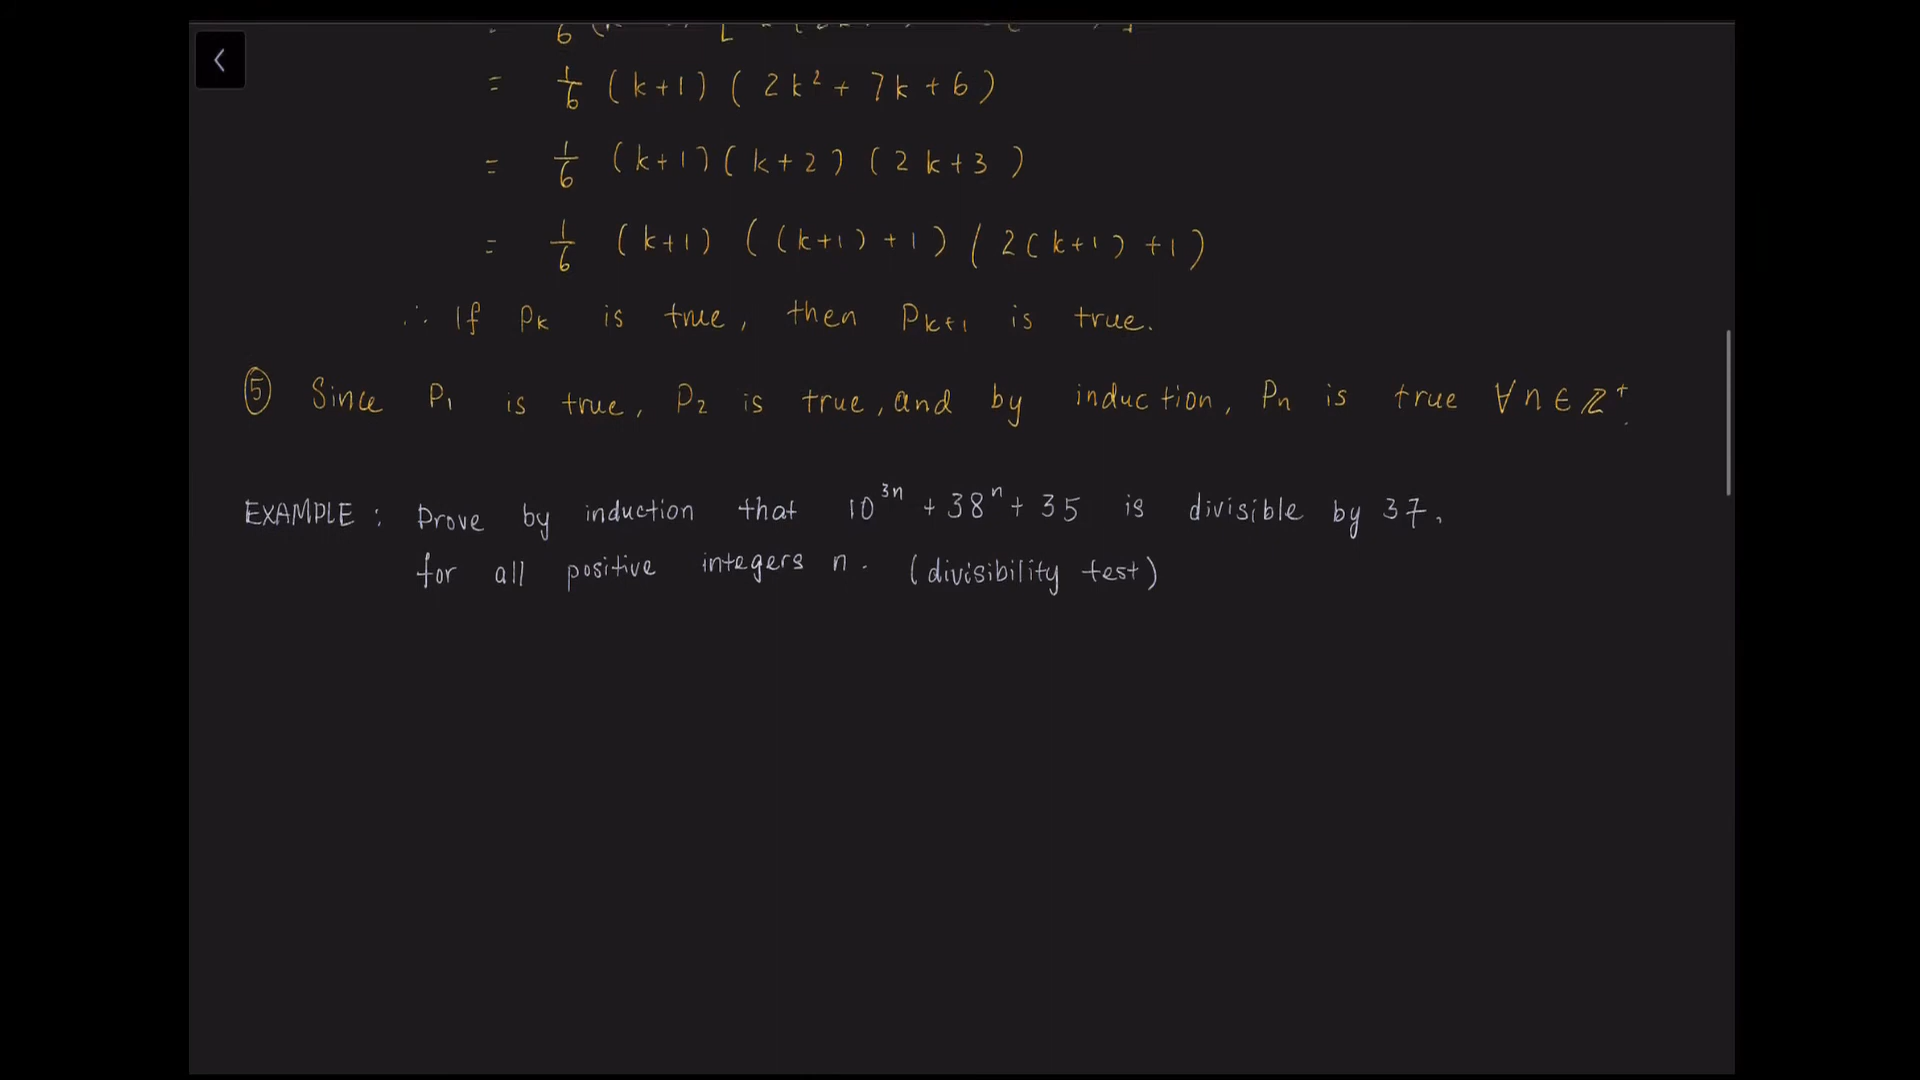 = 1/6 (k+1) ( 2k² + 7k + 6 )
= 1/6 (k+1) (k+2) (2k+3)
= 1/6 (k+1) ((k+1) +1) (2(k+1) +1)
∴ If Pk is true, then Pk+1 is true.
⑤ Since P₁ is true, P₂ is true, and by induction, Pn is true ∀ n ∈ ℤ⁺.
EXAMPLE : Prove by induction that 10³ⁿ + 38ⁿ + 35 is divisible by 37,
for all positive integers n. (divisibility test)